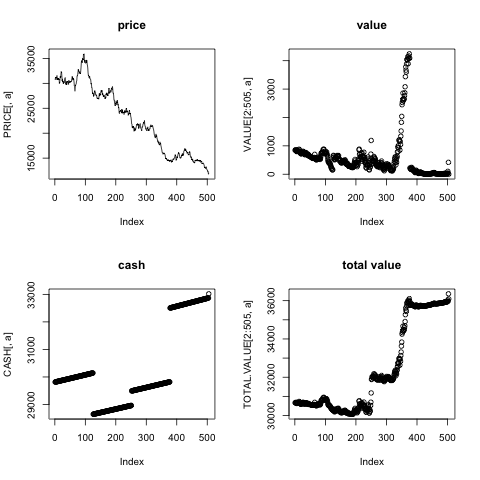 price
PRICE[, a]
15000 25000 35000
0 100 200 300 400 500
Index
value
VALUE[2:505, a]
0 1000 3000
0 100 200 300 400 500
Index
cash
CASH[, a]
29000 31000 33000
0 100 200 300 400 500
Index
total value
TOTAL.VALUE[2:505, a]
30000 32000 34000 36000
0 100 200 300 400 500
Index